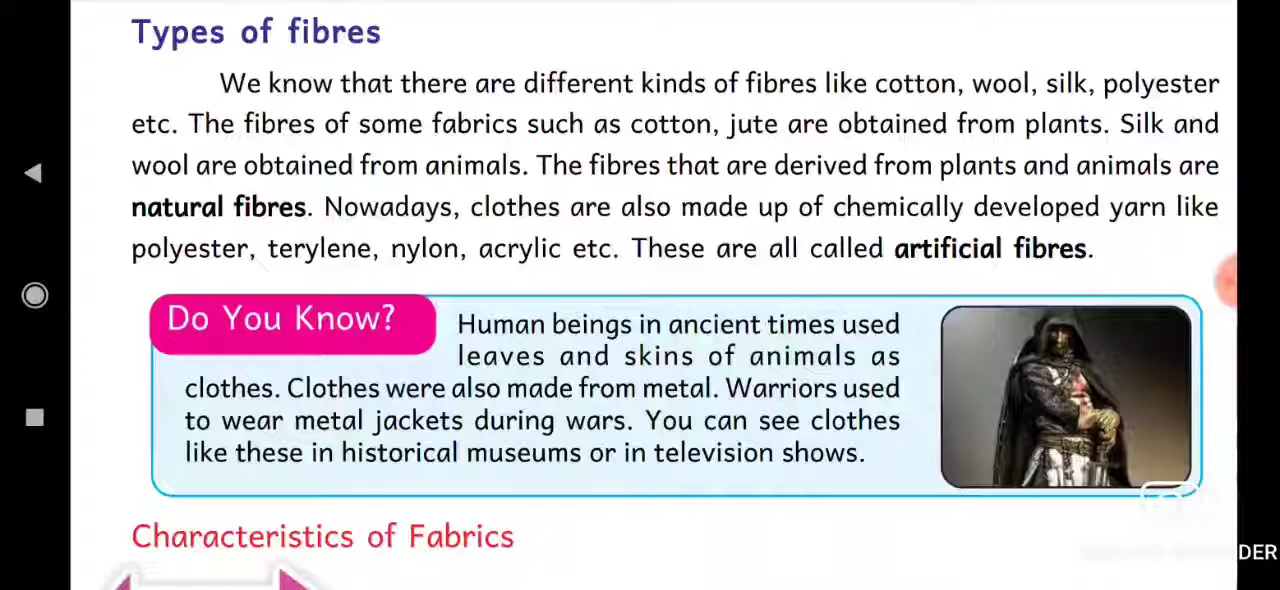 Types of fibres
We know that there are different kinds of fibres like cotton, wool, silk, polyester
etc. The fibres of some fabrics such as cotton, jute are obtained from plants. Silk and
wool are obtained from animals. The fibres that are derived from plants and animals are
natural fibres. Nowadays, clothes are also made up of chemically developed yarn like
polyester, terylene, nylon, acrylic etc. These are all called artificial fibres.
Do You Know?
Human beings in ancient times used
leaves and skins of animals as
clothes. Clothes were also made from metal. Warriors used
to wear metal jackets during wars. You can see clothes
like these in historical museums or in television shows.
Characteristics of Fabrics